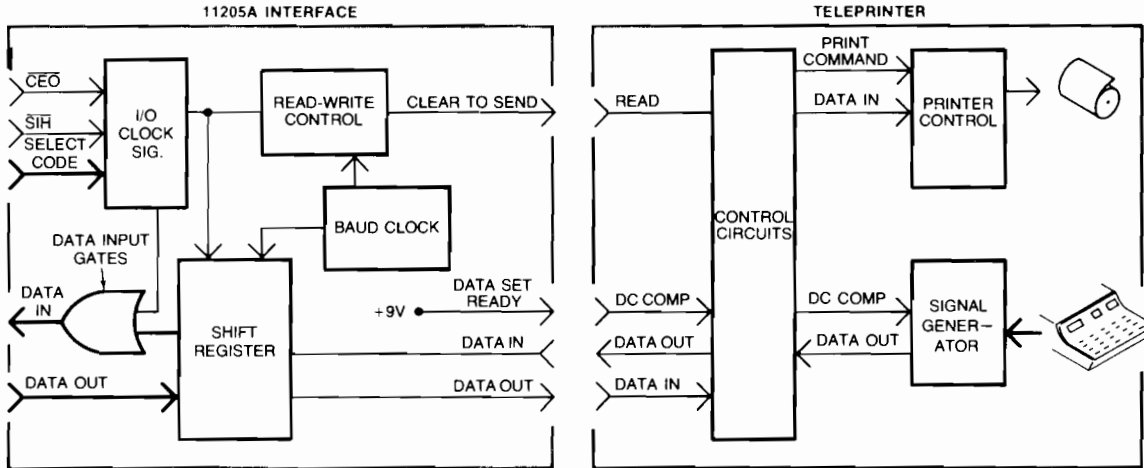 11205A INTERFACE
CEO
SIH
SELECT
CODE
I/O
CLOCK
SIG.
READ-WRITE
CONTROL
CLEAR TO SEND
BAUD CLOCK
DATA INPUT
GATES
DATA
IN
SHIFT
REGISTER
+9V
DATA SET
READY
DATA IN
DATA OUT
DATA OUT
TELEPRINTER
READ
PRINT
COMMAND
DATA IN
PRINTER
CONTROL
CONTROL
CIRCUITS
DC COMP
DATA OUT
DATA IN
DC COMP
DATA OUT
SIGNAL
GENER-
ATOR